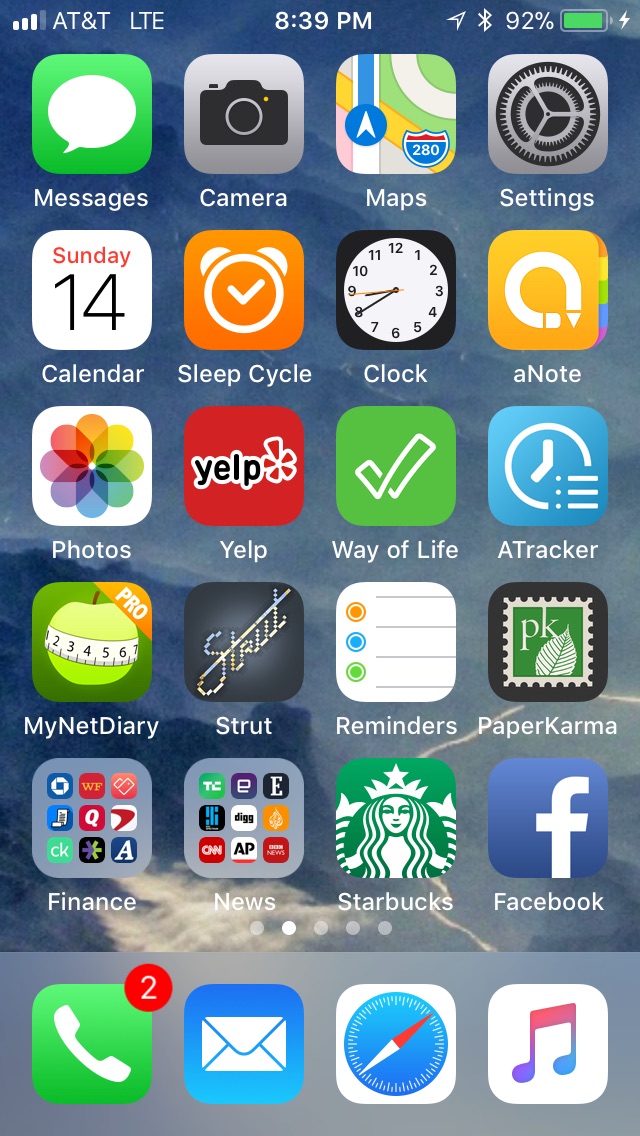 AT&T LTE 8:39 PM 92%
280
Messages Camera Maps Settings
Sunday
14
12
11 1
10 2
9 3
8 4
7 5
6
Calendar Sleep Cycle Clock aNote
yelp
Photos Yelp Way of Life ATracker
PRO
1 2 3 4 5 6 7
Strut
pk
MyNetDiary Strut Reminders PaperKarma
WF
Q
ck A
TC e E
digg
CNN AP BBC NEWS
Finance News Starbucks Facebook
f
2